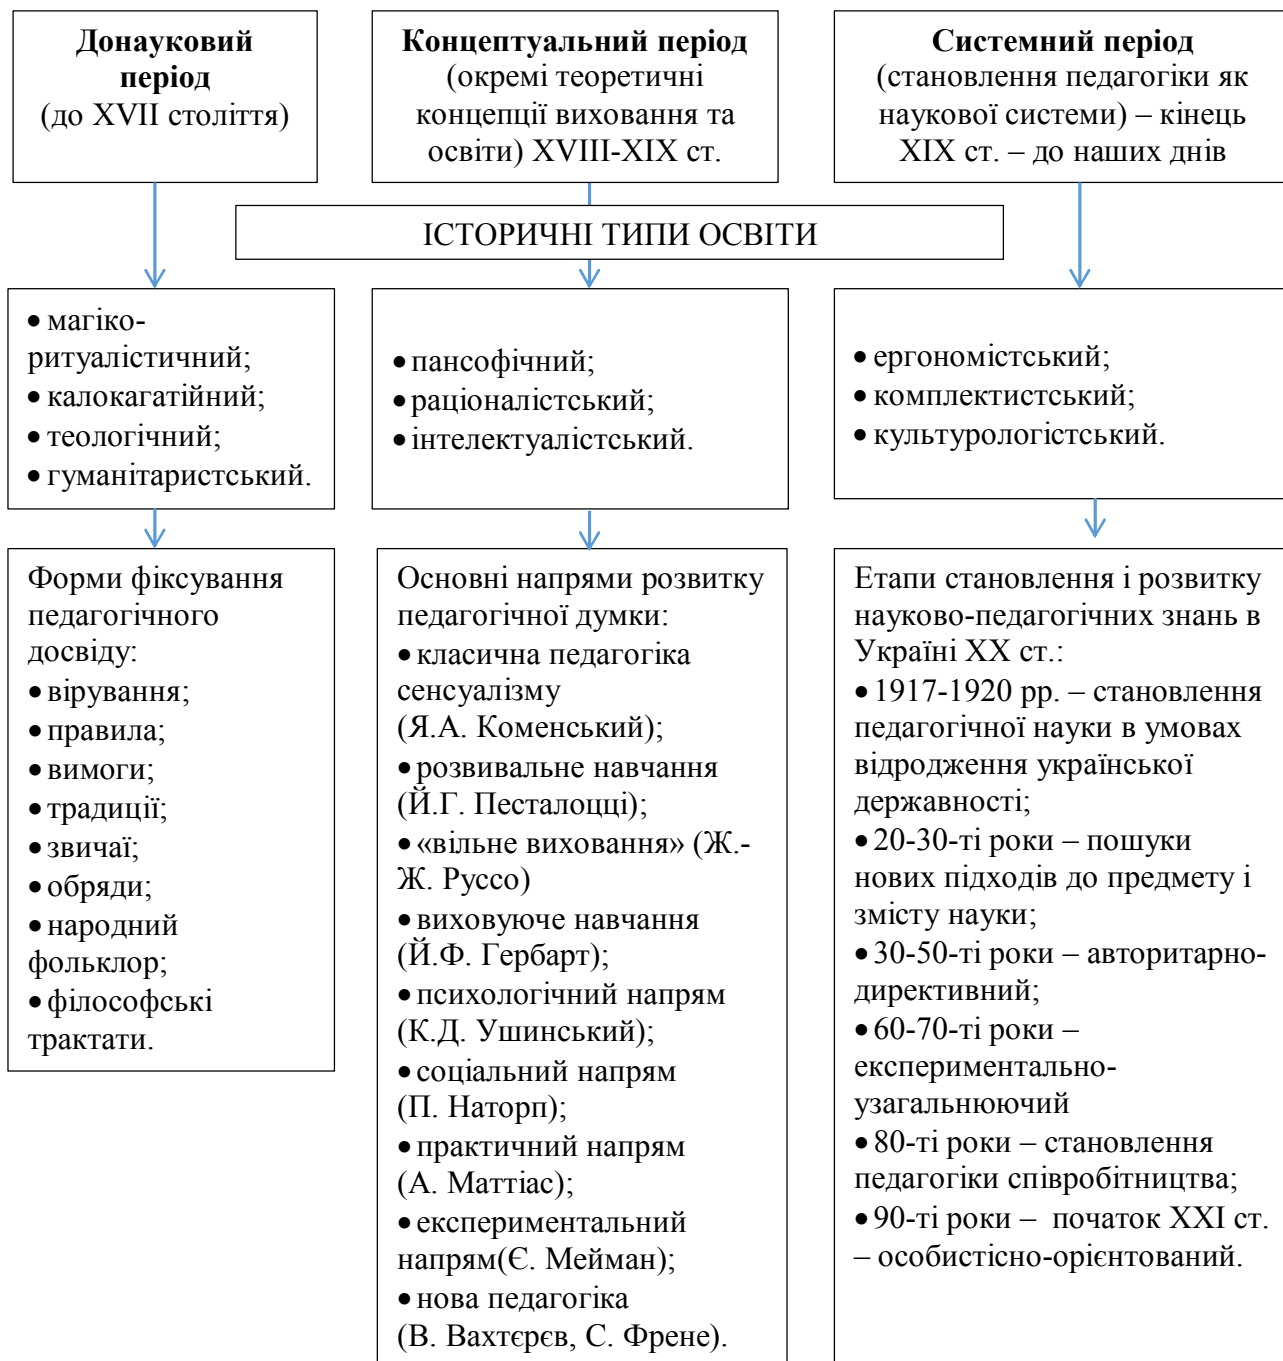 Донауковий
період
(до XVII століття)
Концептуальний період
(окремі теоретичні
концепції виховання та
освіти) XVIII-XIX ст.
Системний період
(становлення педагогіки як
наукової системи) – кінець
XIX ст. – до наших днів
ІСТОРИЧНІ ТИПИ ОСВІТИ
• магіко-
ритуалістичний;
• калокагатійний;
• теологічний;
• гуманітаристський.
• пансофічний;
• раціоналістський;
• інтелектуалістський.
• ергономістський;
• комплектистський;
• культурологістський.
Форми фіксування
педагогічного
досвіду:
• вірування;
• правила;
• вимоги;
• традиції;
• звичаї;
• обряди;
• народний
фольклор;
• філософські
трактати.
Основні напрями розвитку
педагогічної думки:
• класична педагогіка
сенсуалізму
(Я.А. Коменський);
• розвивальне навчання
(Й.Г. Песталоцці);
• «вільне виховання» (Ж.-
Ж. Руссо)
• виховуюче навчання
(Й.Ф. Гербарт);
• психологічний напрям
(К.Д. Ушинський);
• соціальний напрям
(П. Наторп);
• практичний напрям
(А. Маттіас);
• експериментальний
напрям(Є. Мейман);
• нова педагогіка
(В. Вахтєрєв, С. Френе).
Етапи становлення і розвитку
науково-педагогічних знань в
Україні XX ст.:
• 1917-1920 рр. – становлення
педагогічної науки в умовах
відродження української
державності;
• 20-30-ті роки – пошуки
нових підходів до предмету і
змісту науки;
• 30-50-ті роки – авторитарно-
директивний;
• 60-70-ті роки –
експериментально-
узагальнюючий
• 80-ті роки – становлення
педагогіки співробітництва;
• 90-ті роки – початок XXI ст.
– особистісно-орієнтований.